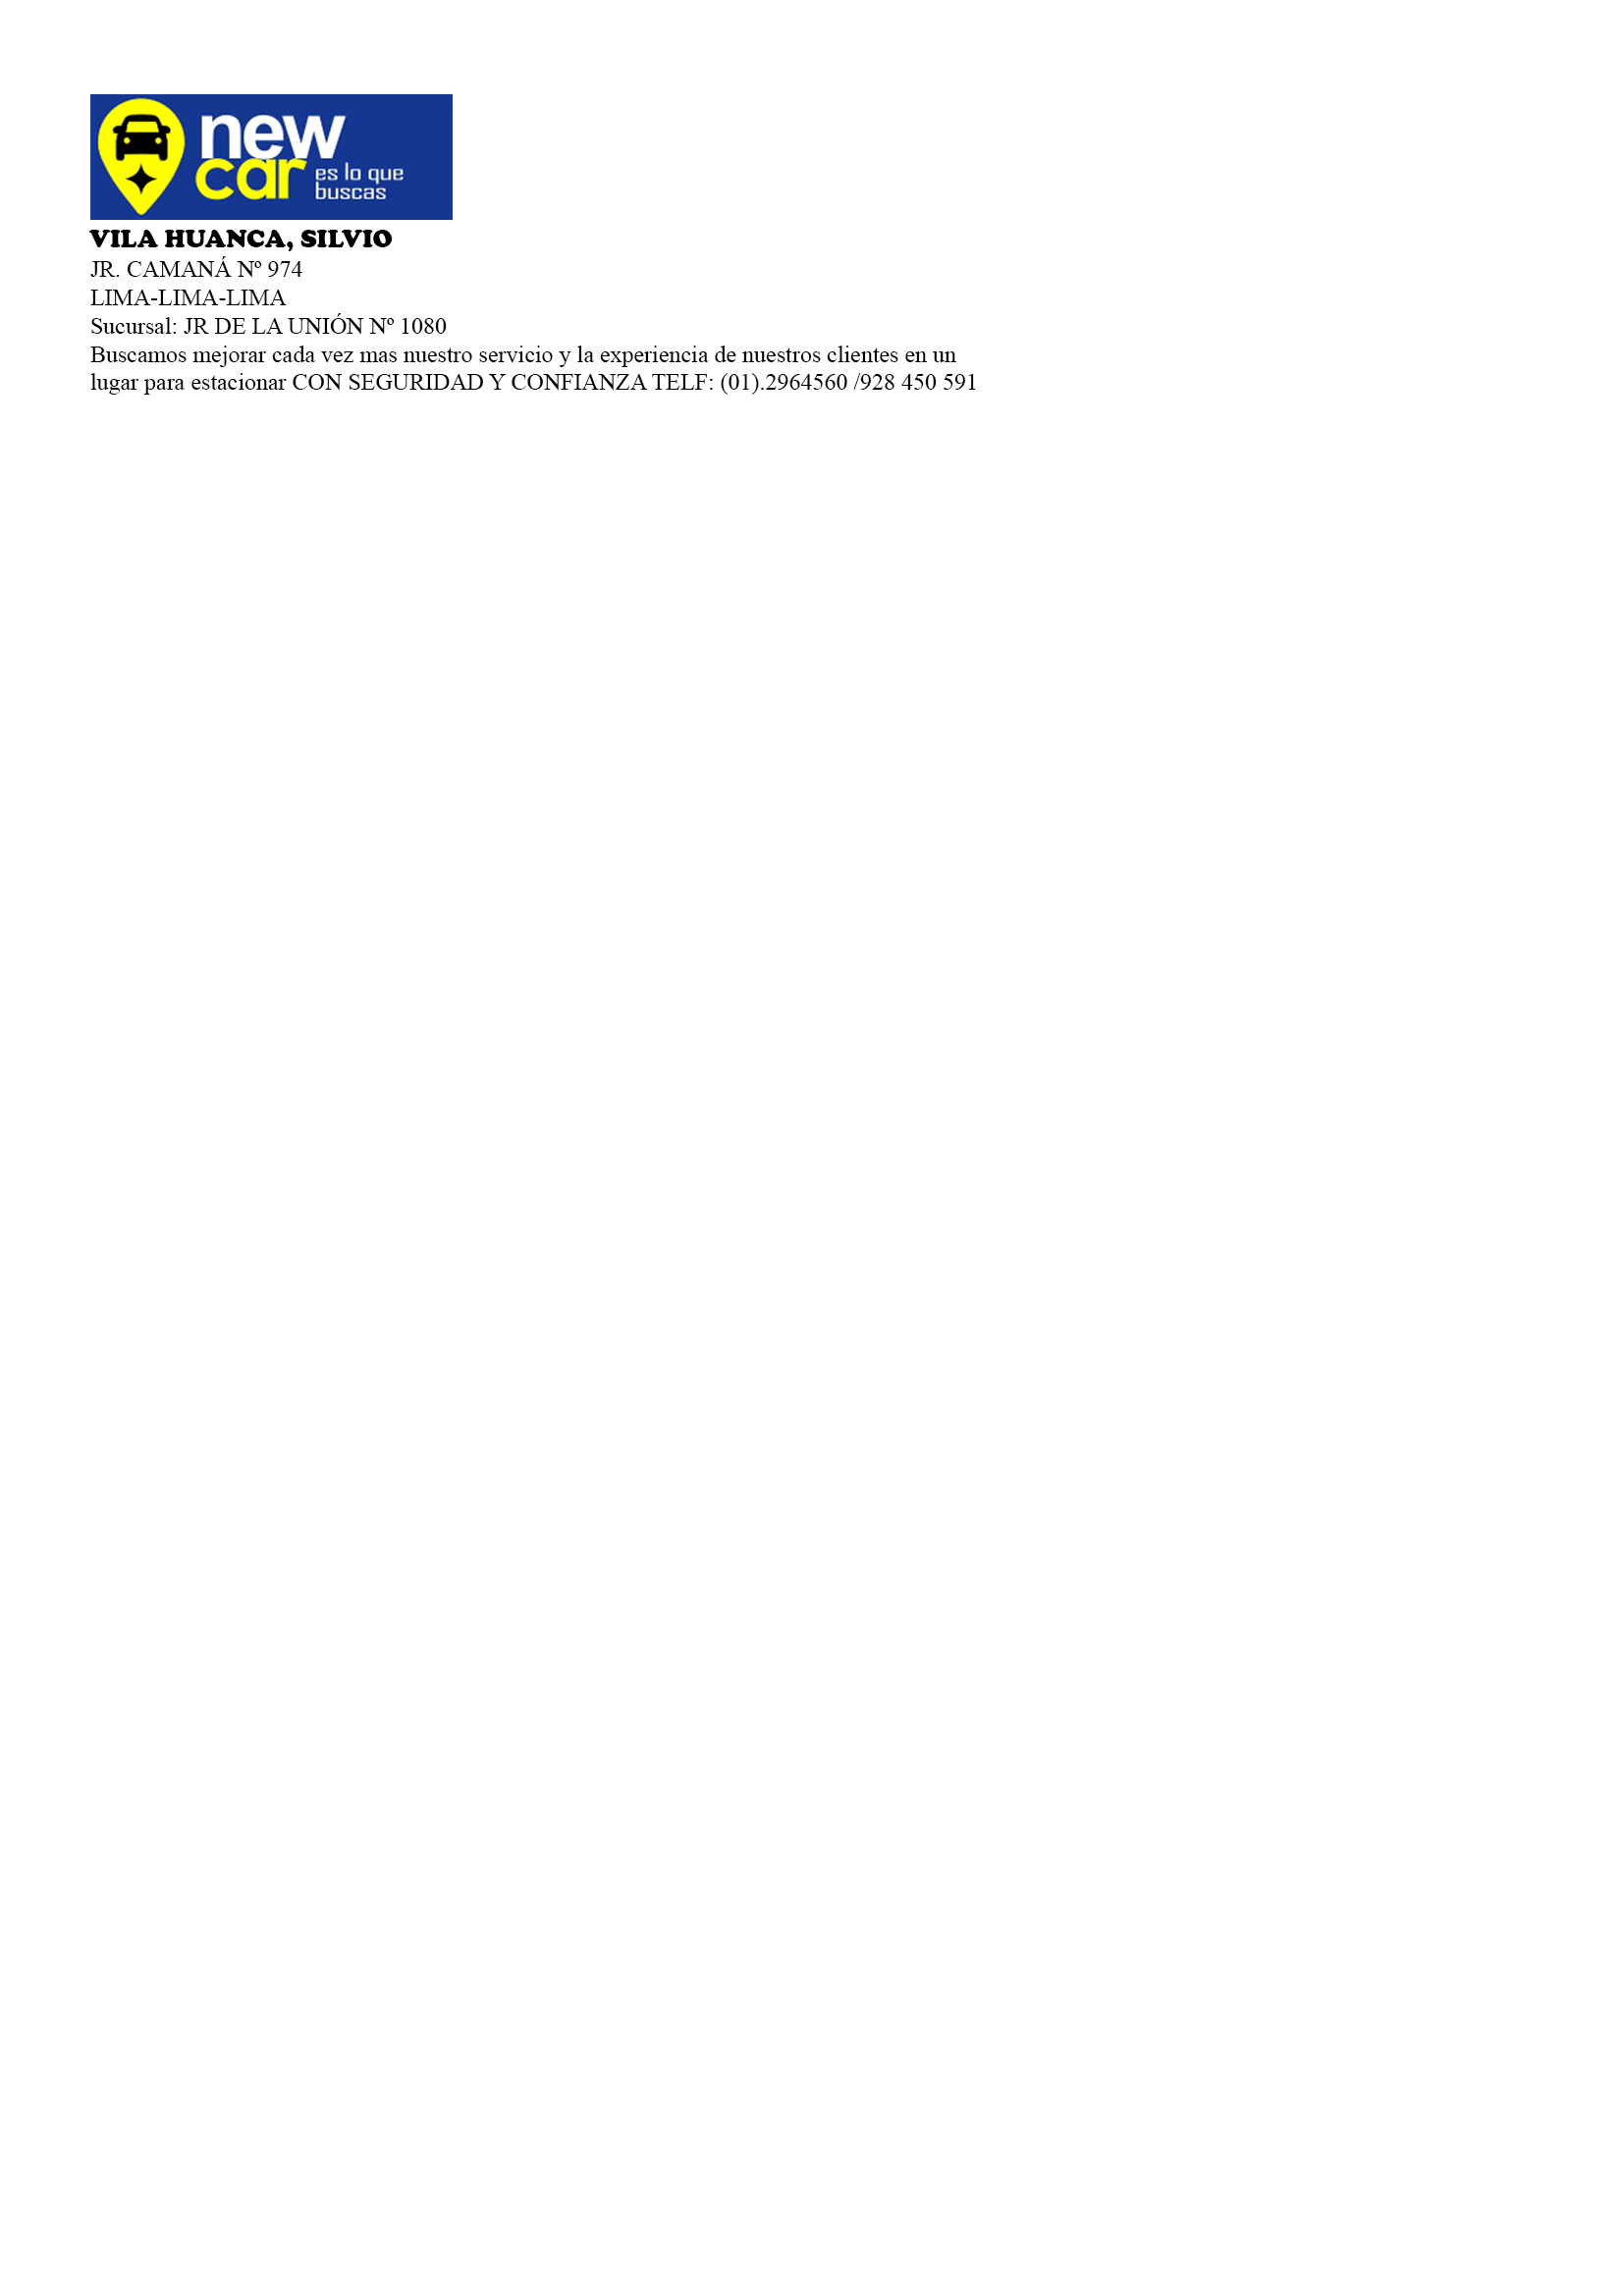 new
car es lo que
buscas
VILA HUANCA, SILVIO
JR. CAMANÁ Nº 974
LIMA-LIMA-LIMA
Sucursal: JR DE LA UNIÓN Nº 1080
Buscamos mejorar cada vez mas nuestro servicio y la experiencia de nuestros clientes en un
lugar para estacionar CON SEGURIDAD Y CONFIANZA TELF: (01).2964560 /928 450 591